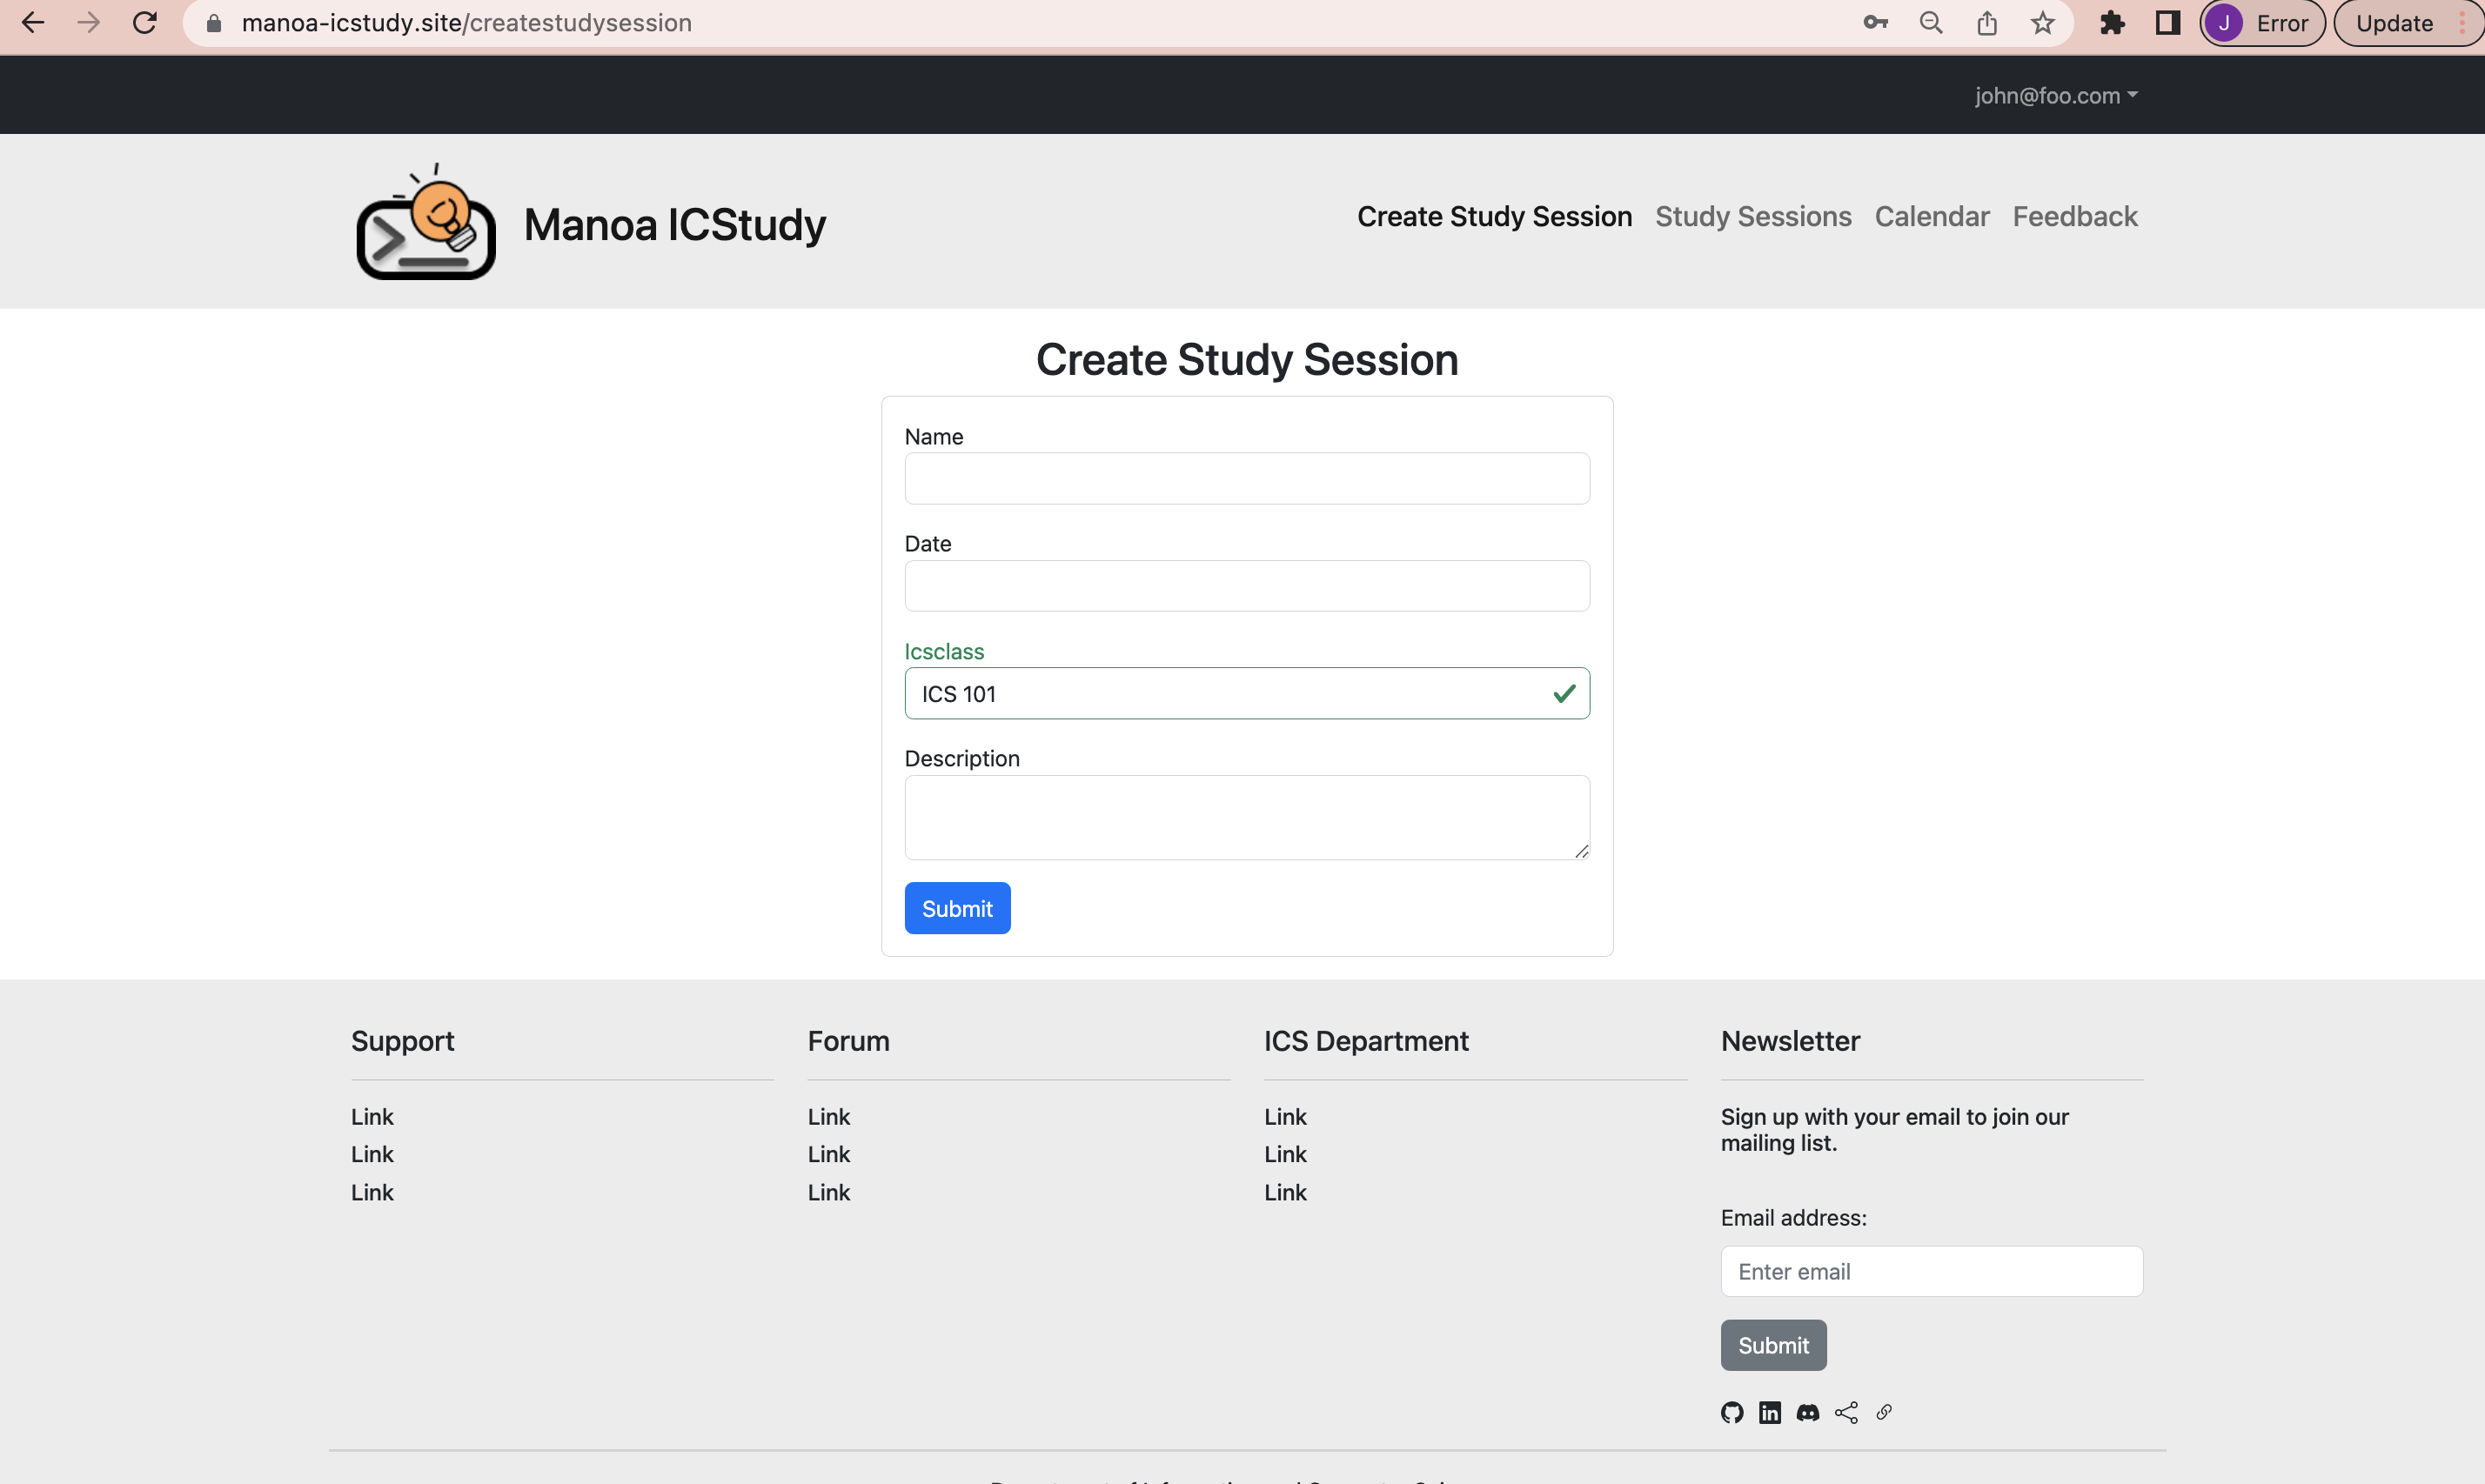 manoa-icstudy.site/createstudysession
J Error Update
john@foo.com
Manoa ICStudy
Create Study Session Study Sessions Calendar Feedback
Create Study Session
Name
Date
Icsclass
ICS 101
Description
Submit
Support Forum ICS Department Newsletter
Link Link Link Sign up with your email to join our
mailing list.
Link Link Link
Link Link Link
Email address:
Enter email
Submit
in